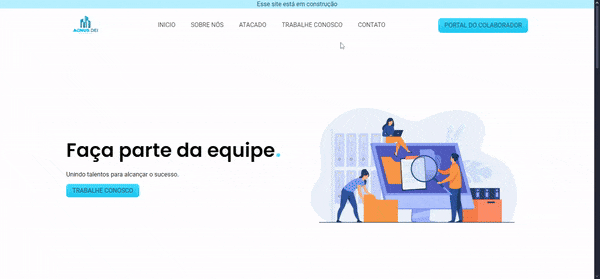 Esse site está em construção
AGNUS DEI
INICIO SOBRE NÓS ATACADO TRABALHE CONOSCO CONTATO PORTAL DO COLABORADOR
Faça parte da equipe.
Unindo talentos para alcançar o sucesso.
TRABALHE CONOSCO